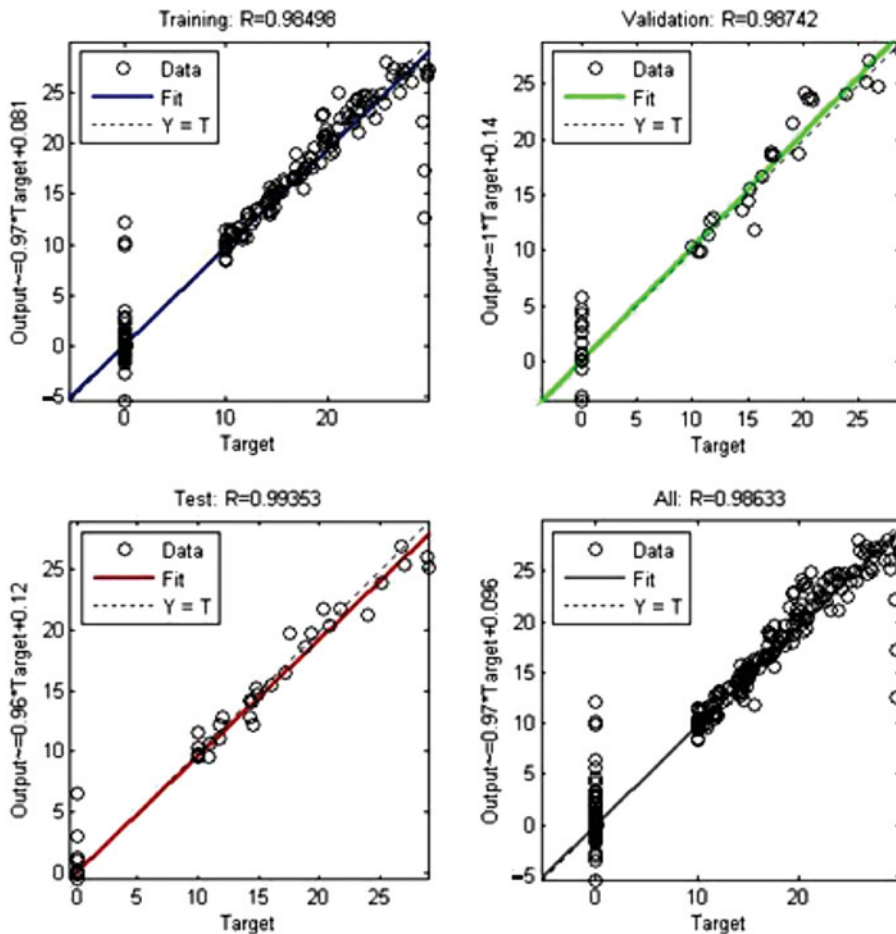 Training: R=0.98498
Output~=0.97*Target+0.081
30
25
20
15
10
5
0
−5
Data
Fit
Y = T
0
10
20
Target
Validation: R=0.98742
Output~=1*Target+0.14
25
20
15
10
5
0
Data
Fit
Y = T
0
5
10
15
20
25
Target
Test: R=0.99353
Output~=0.96*Target+0.12
25
20
15
10
5
0
Data
Fit
Y = T
0
5
10
15
20
25
Target
All: R=0.98633
Output~=0.97*Target+0.096
25
20
15
10
5
0
−5
Data
Fit
Y = T
0
10
20
Target